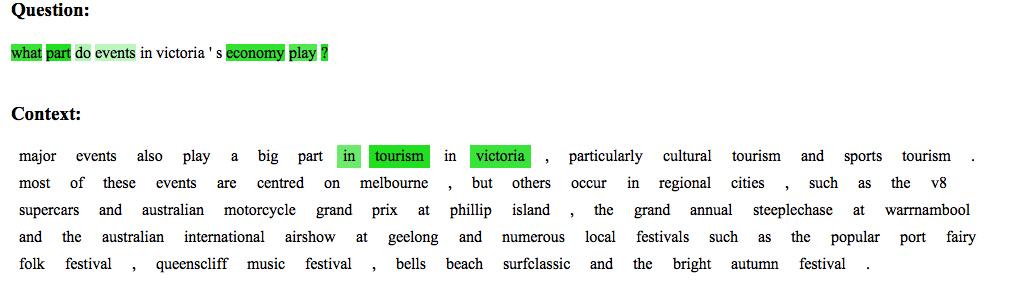 Question:
what part do events in victoria ' s economy play ?
Context:
major events also play a big part in tourism in victoria , particularly cultural tourism and sports tourism .
most of these events are centred on melbourne , but others occur in regional cities , such as the v8
supercars and australian motorcycle grand prix at phillip island , the grand annual steeplechase at warrnambool
and the australian international airshow at geelong and numerous local festivals such as the popular port fairy
folk festival , queenscliff music festival , bells beach surfclassic and the bright autumn festival .